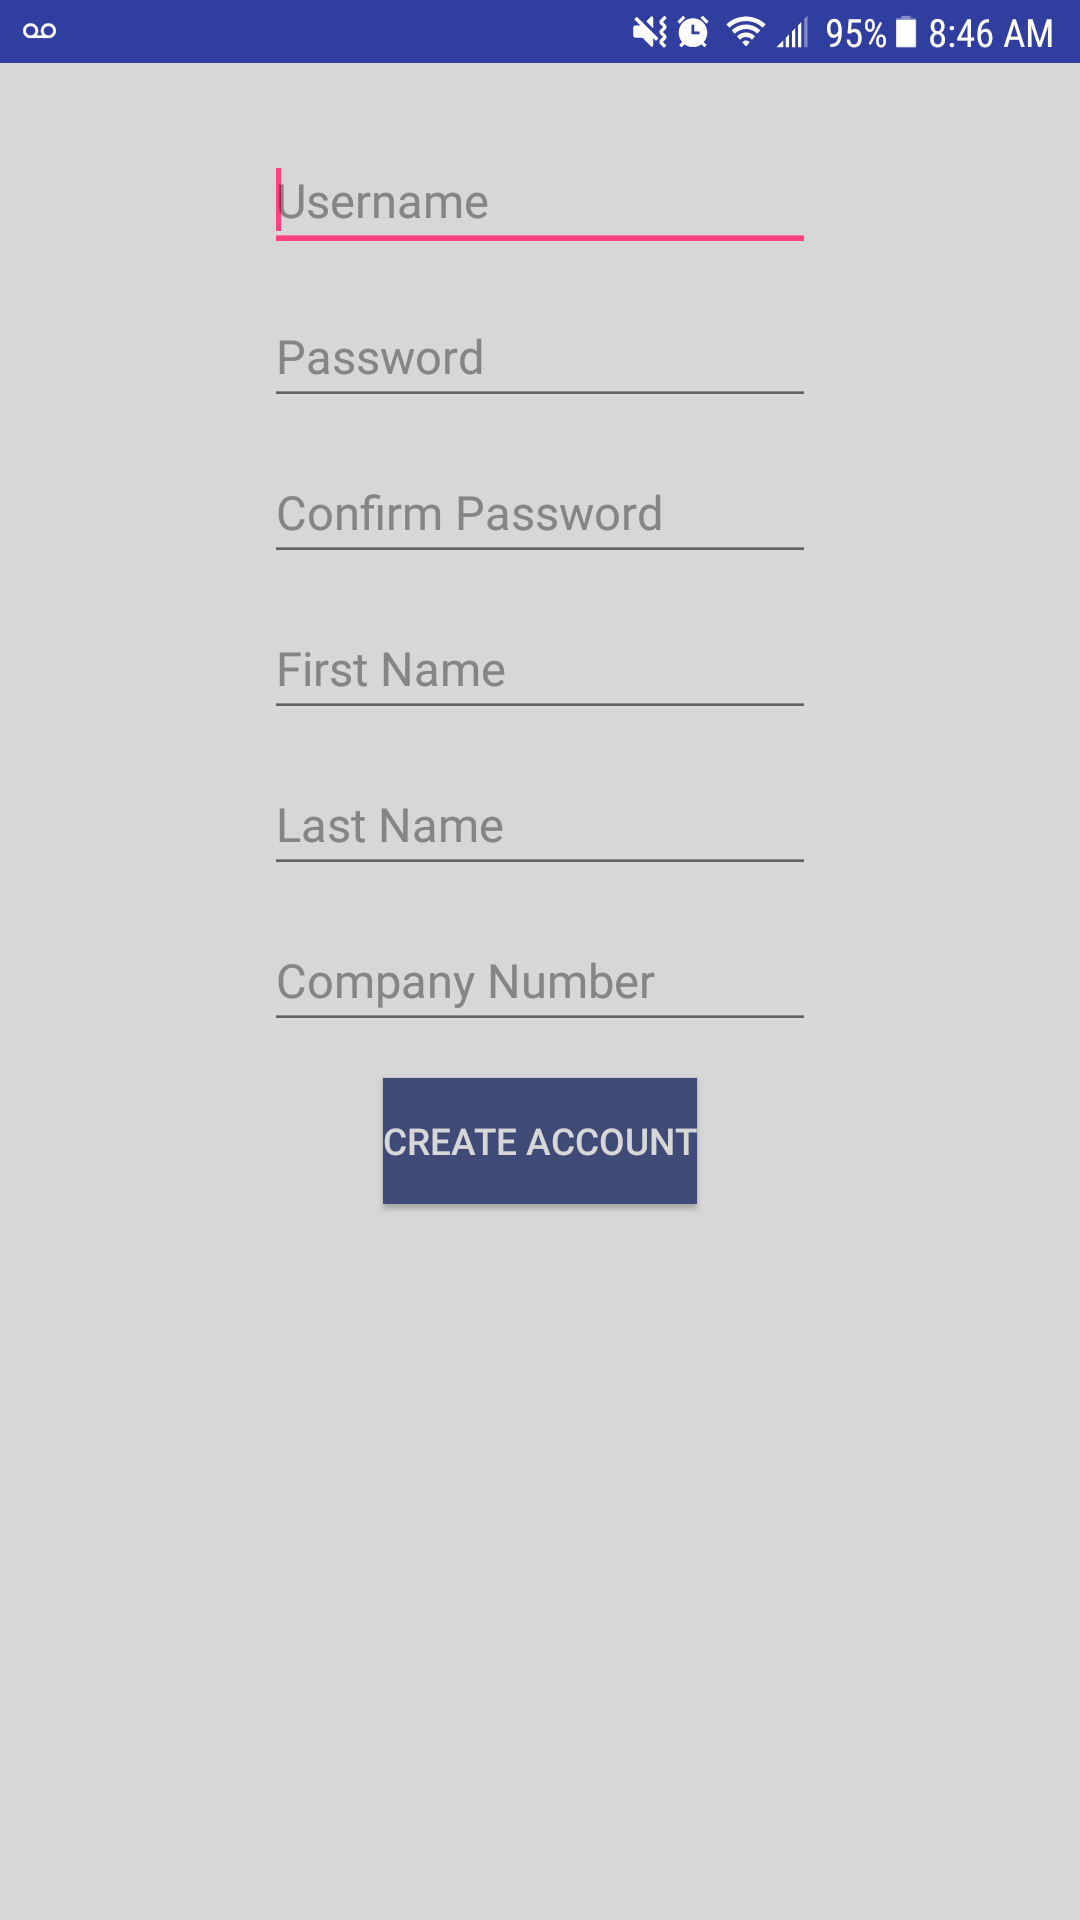 95% 8:46 AM
Username
Password
Confirm Password
First Name
Last Name
Company Number
CREATE ACCOUNT